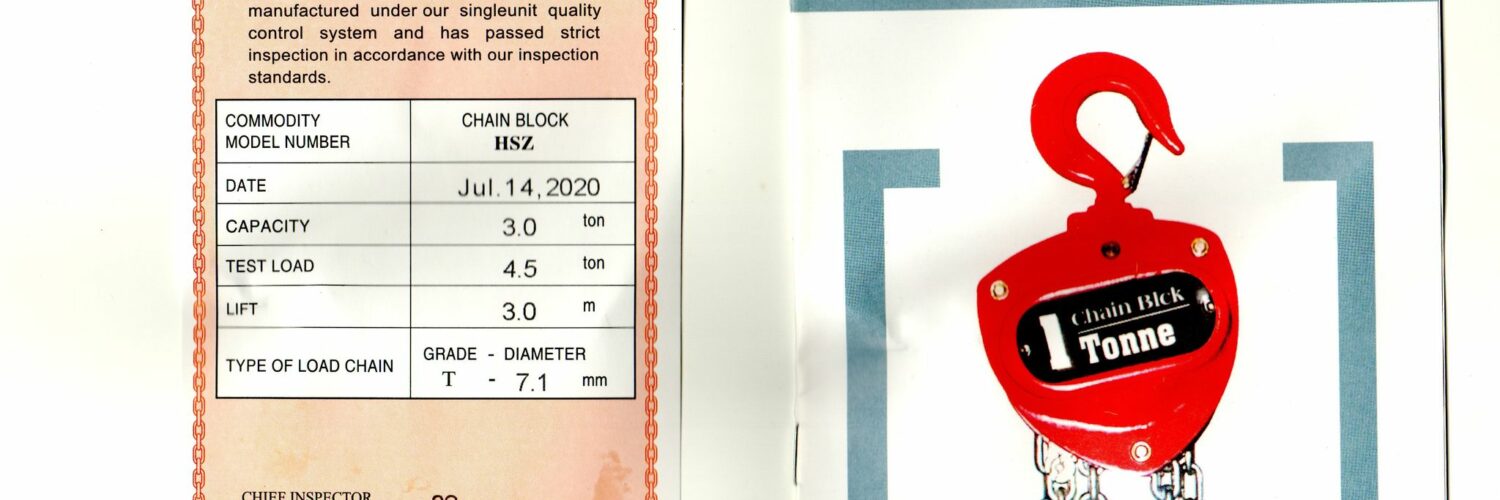 manufactured under our singleunit quality
control system and has passed strict
inspection in accordance with our inspection
standards.
COMMODITY CHAIN BLOCK
MODEL NUMBER HSZ
DATE Jul.14,2020
CAPACITY 3.0 ton
TEST LOAD 4.5 ton
LIFT 3.0 m
TYPE OF LOAD CHAIN GRADE - DIAMETER
T - 7.1 mm
CHIEF INSPECTOR
1 Chain Blck
Tonne